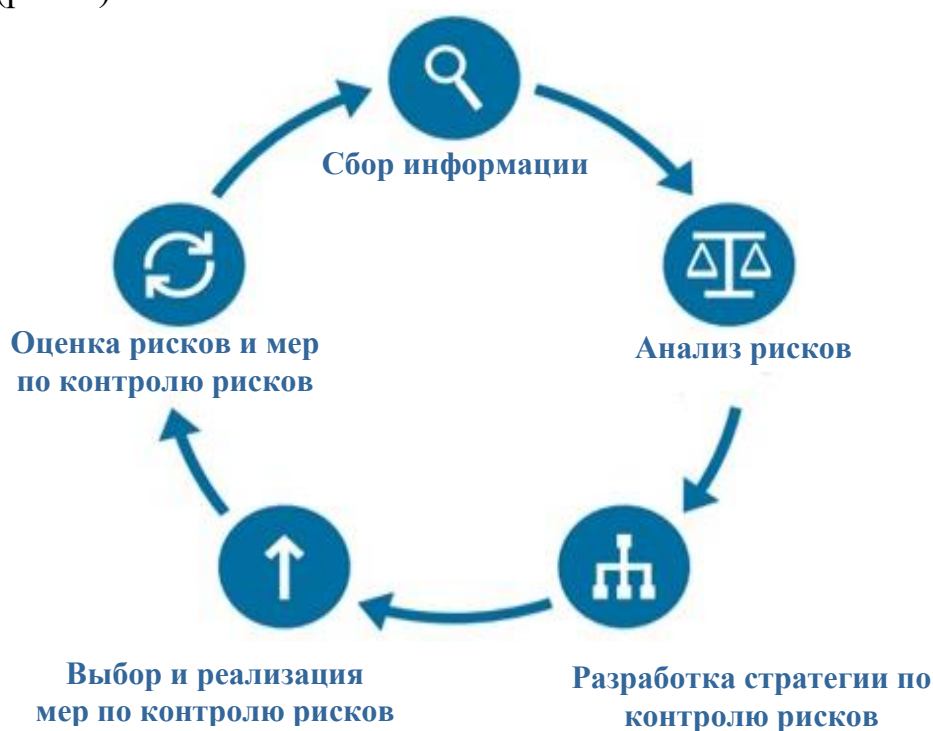 Сбор информации
Анализ рисков
Разработка стратегии по
контролю рисков
Выбор и реализация
мер по контролю рисков
Оценка рисков и мер
по контролю рисков